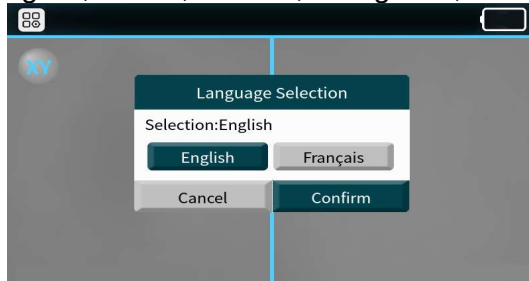 XY
Language Selection
Selection:English
English Français
Cancel Confirm